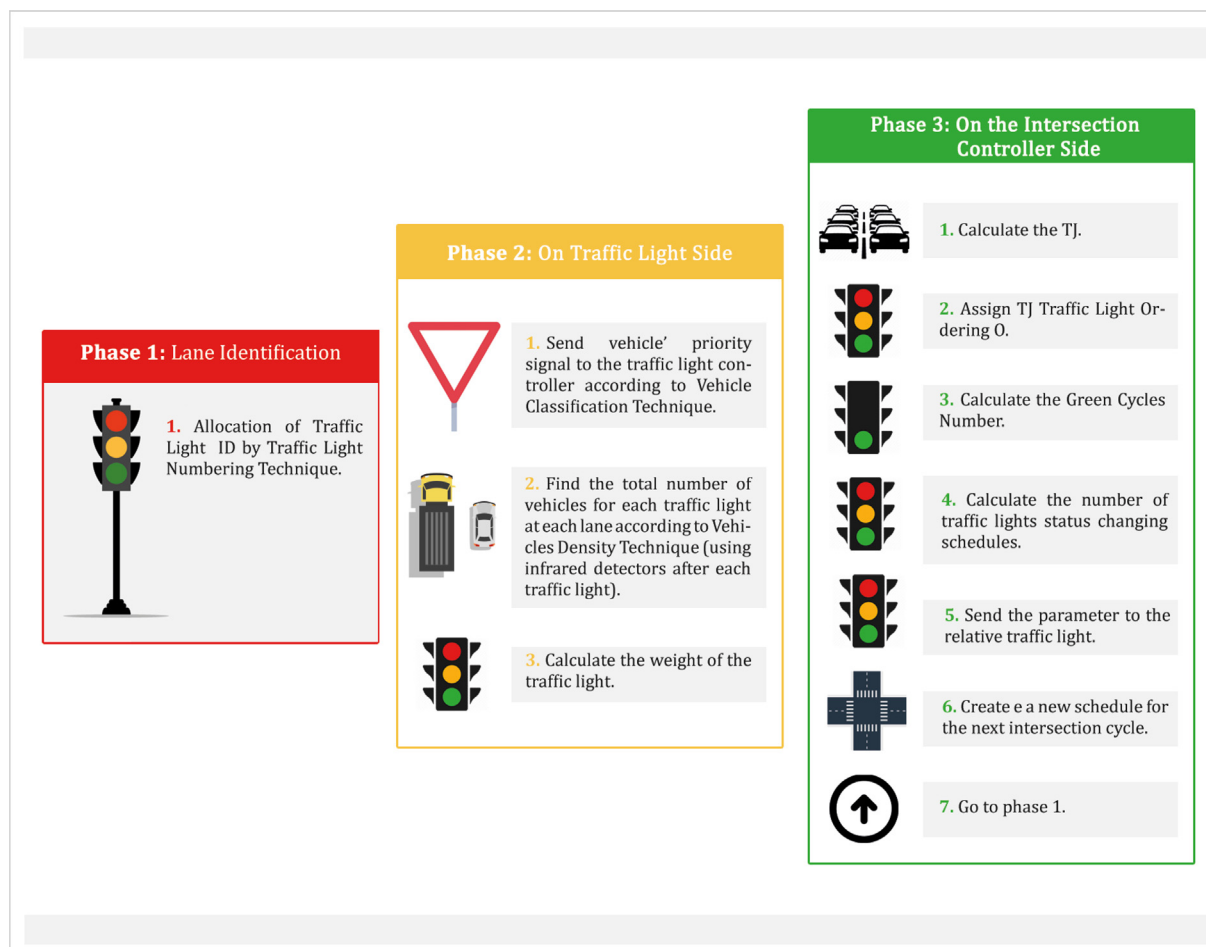 Phase 1: Lane Identification
1. Allocation of Traffic
Light ID by Traffic Light
Numbering Technique.
Phase 2: On Traffic Light Side
1. Send vehicle’ priority
signal to the traffic light con-
troller according to Vehicle
Classification Technique.
2. Find the total number of
vehicles for each traffic light
at each lane according to Vehi-
cles Density Technique (using
infrared detectors after each
traffic light).
3. Calculate the weight of the
traffic light.
Phase 3: On the Intersection
Controller Side
1. Calculate the TJ.
2. Assign TJ Traffic Light Or-
dering O.
3. Calculate the Green Cycles
Number.
4. Calculate the number of
traffic lights status changing
schedules.
5. Send the parameter to the
relative traffic light.
6. Create e a new schedule for
the next intersection cycle.
7. Go to phase 1.